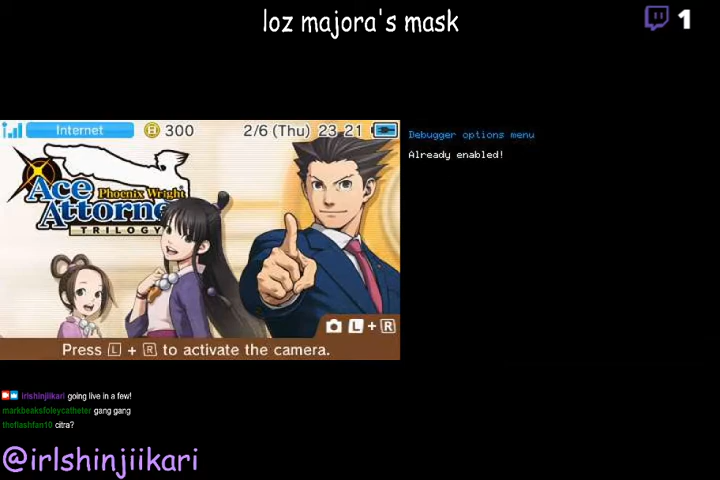 loz majora's mask
1
Internet
300
2/6 (Thu) 23 21
Debugger options menu
Already enabled!
Phoenix Wright
Ace
Attorne
TRILOGY
L + R
Press L + R to activate the camera.
irlshinjiikari going live in a few!
markbeaksfoleycatheter gang gang
theflashfan10 citra?
@irlshinjiikari